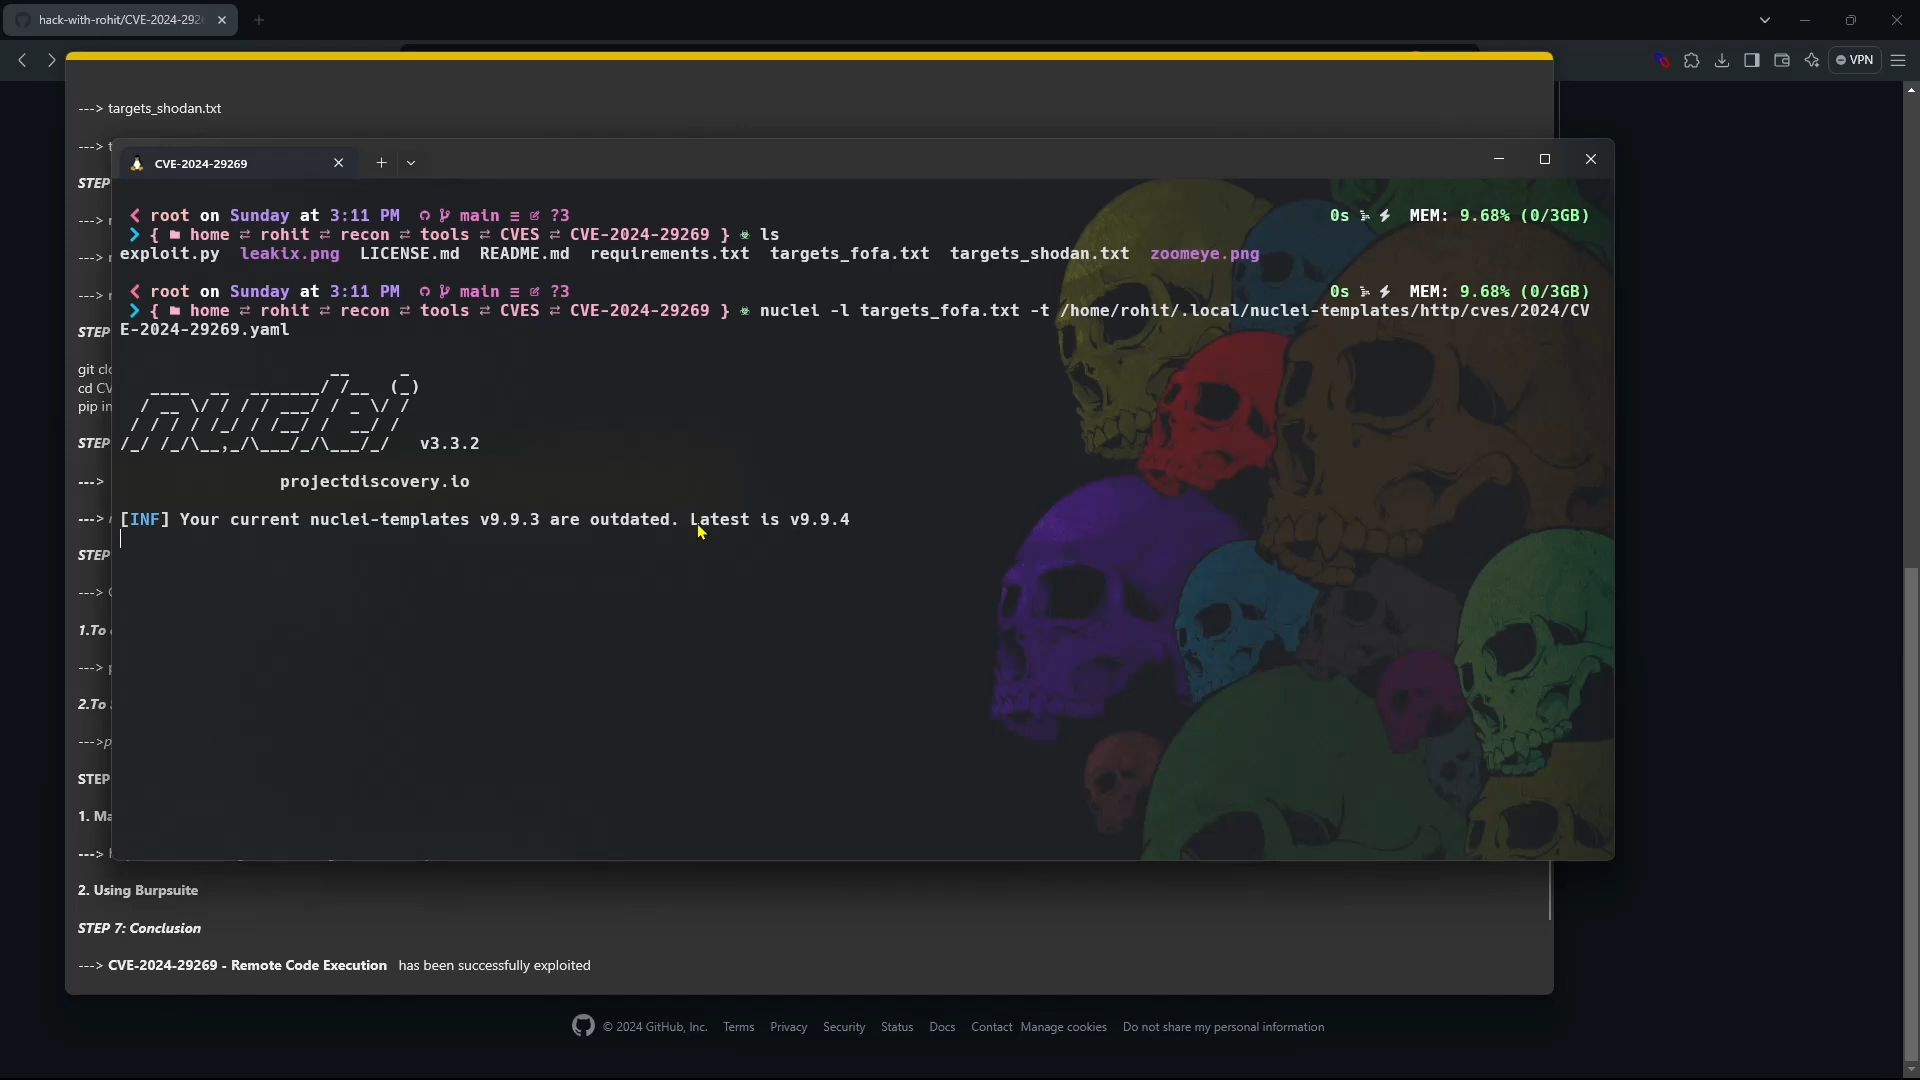 hack-with-rohit/CVE-2024-292
VPN
---> targets_shodan.txt
--->
CVE-2024-29269
STEP
root on Sunday at 3:11 PM main ≡ ?3 0s MEM: 9.68% (0/3GB)
--->
{ home ⇄ rohit ⇄ recon ⇄ tools ⇄ CVES ⇄ CVE-2024-29269 } ls
exploit.py leakix.png LICENSE.md README.md requirements.txt targets_fofa.txt targets_shodan.txt zoomeye.png
--->
root on Sunday at 3:11 PM main ≡ ?3 0s MEM: 9.68% (0/3GB)
--->
{ home ⇄ rohit ⇄ recon ⇄ tools ⇄ CVES ⇄ CVE-2024-29269 } nuclei -l targets_fofa.txt -t /home/rohit/.local/nuclei-templates/http/cves/2024/CV
E-2024-29269.yaml
STEP
git clo
cd CV
pip in
nuclei v3.3.2
STEP
projectdiscovery.io
--->
[INF] Your current nuclei-templates v9.9.3 are outdated. Latest is v9.9.4
--->
STEP
--->
1.To
--->
2.To
--->p
STEP
1. Ma
--->
2. Using Burpsuite
STEP 7: Conclusion
---> CVE-2024-29269 - Remote Code Execution has been successfully exploited
© 2024 GitHub, Inc. Terms Privacy Security Status Docs Contact Manage cookies Do not share my personal information